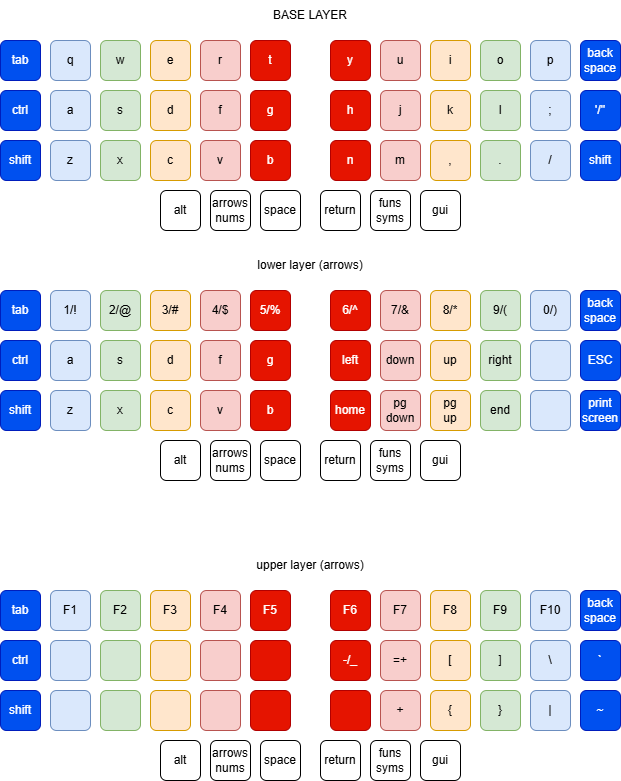 BASE LAYER
tab q w e r t y u i o p back
space
ctrl a s d f g h j k l ; '/"
shift z x c v b n m , . / shift
alt arrows
nums space return funs
syms gui
lower layer (arrows)
tab 1/! 2/@ 3/# 4/$ 5/% 6/^ 7/& 8/* 9/( 0/) back
space
ctrl a s d f g left down up right ESC
shift z x c v b home pg
down pg
up end print
screen
alt arrows
nums space return funs
syms gui
upper layer (arrows)
tab F1 F2 F3 F4 F5 F6 F7 F8 F9 F10 back
space
ctrl -/_ =+ [ ] \ `
shift + { } | ~
alt arrows
nums space return funs
syms gui